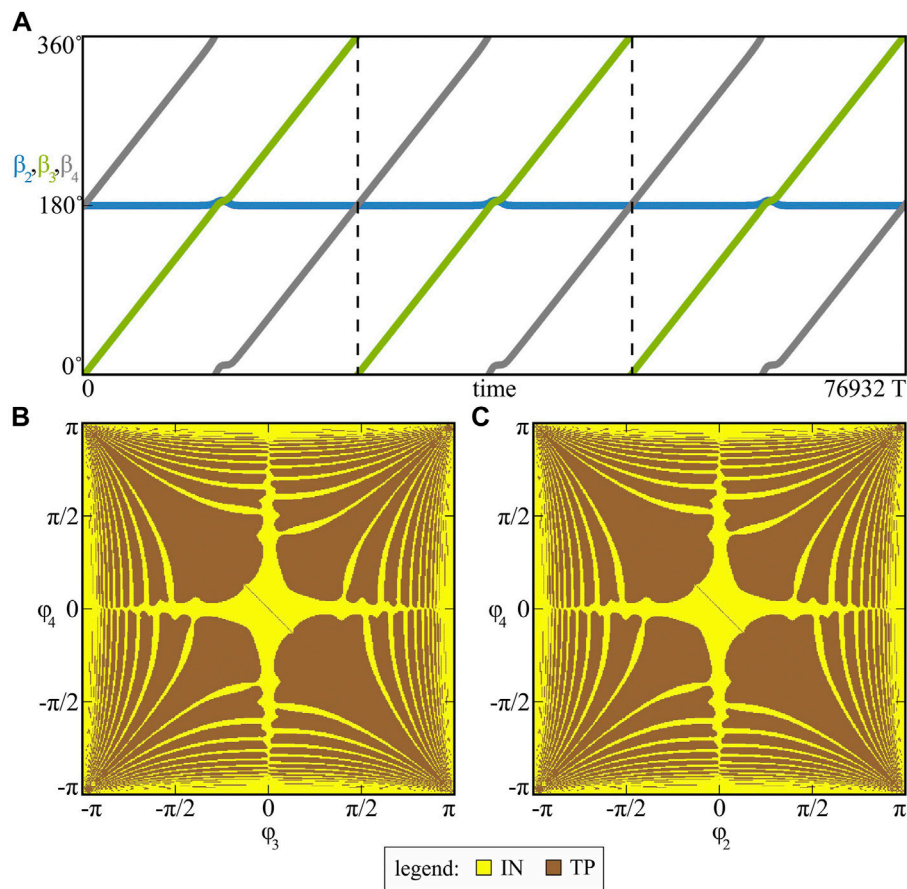 A
360°
β2,β3,β4
180°
0°
0 time 76932 T
B
π
π/2
φ4 0
-π/2
-π
-π -π/2 0 π/2 π
φ3
C
π
π/2
φ4 0
-π/2
-π
-π -π/2 0 π/2 π
φ2
legend: IN TP